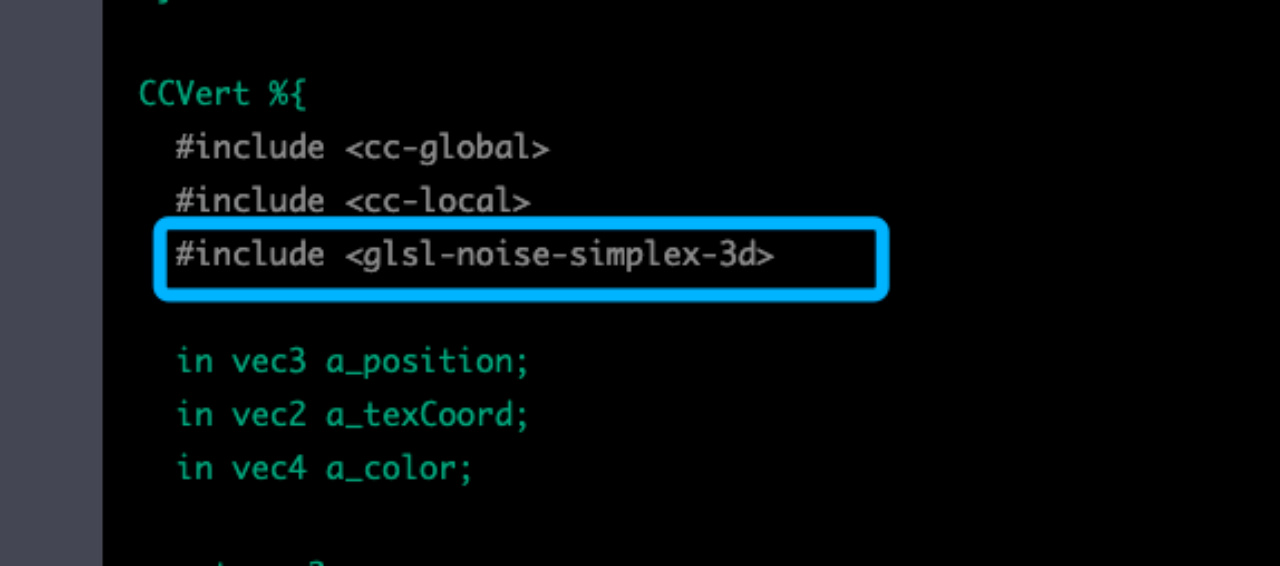 CCVert %{
#include <cc-global>
#include <cc-local>
#include <glsl-noise-simplex-3d>
in vec3 a_position;
in vec2 a_texCoord;
in vec4 a_color;